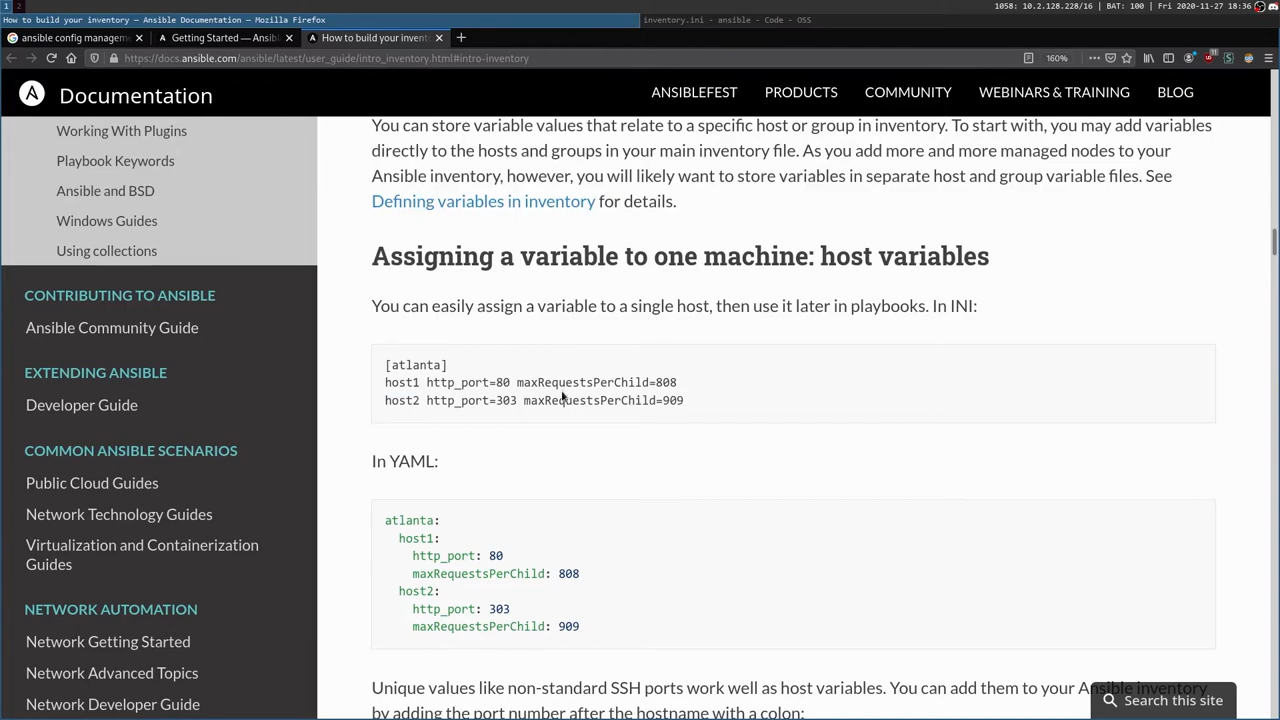 1 2
1058: 10.2.128.228/16 | BAT: 100 | Fri 2020-11-27 18:36
How to build your inventory — Ansible Documentation - Mozilla Firefox
inventory.ini - ansible - Code - OSS
ansible config managem
Getting Started — Ansibl
How to build your invent
https://docs.ansible.com/ansible/latest/user_guide/intro_inventory.html#intro-inventory
160%
Documentation
ANSIBLEFEST PRODUCTS COMMUNITY WEBINARS & TRAINING BLOG
Working With Plugins
Playbook Keywords
Ansible and BSD
Windows Guides
Using collections
CONTRIBUTING TO ANSIBLE
Ansible Community Guide
EXTENDING ANSIBLE
Developer Guide
COMMON ANSIBLE SCENARIOS
Public Cloud Guides
Network Technology Guides
Virtualization and Containerization
Guides
NETWORK AUTOMATION
Network Getting Started
Network Advanced Topics
Network Developer Guide
You can store variable values that relate to a specific host or group in inventory. To start with, you may add variables
directly to the hosts and groups in your main inventory file. As you add more and more managed nodes to your
Ansible inventory, however, you will likely want to store variables in separate host and group variable files. See
Defining variables in inventory for details.
Assigning a variable to one machine: host variables
You can easily assign a variable to a single host, then use it later in playbooks. In INI:
[atlanta]
host1 http_port=80 maxRequestsPerChild=808
host2 http_port=303 maxRequestsPerChild=909
In YAML:
atlanta:
host1:
http_port: 80
maxRequestsPerChild: 808
host2:
http_port: 303
maxRequestsPerChild: 909
Unique values like non-standard SSH ports work well as host variables. You can add them to your Ansible inventory
by adding the port number after the hostname with a colon:
Search this site